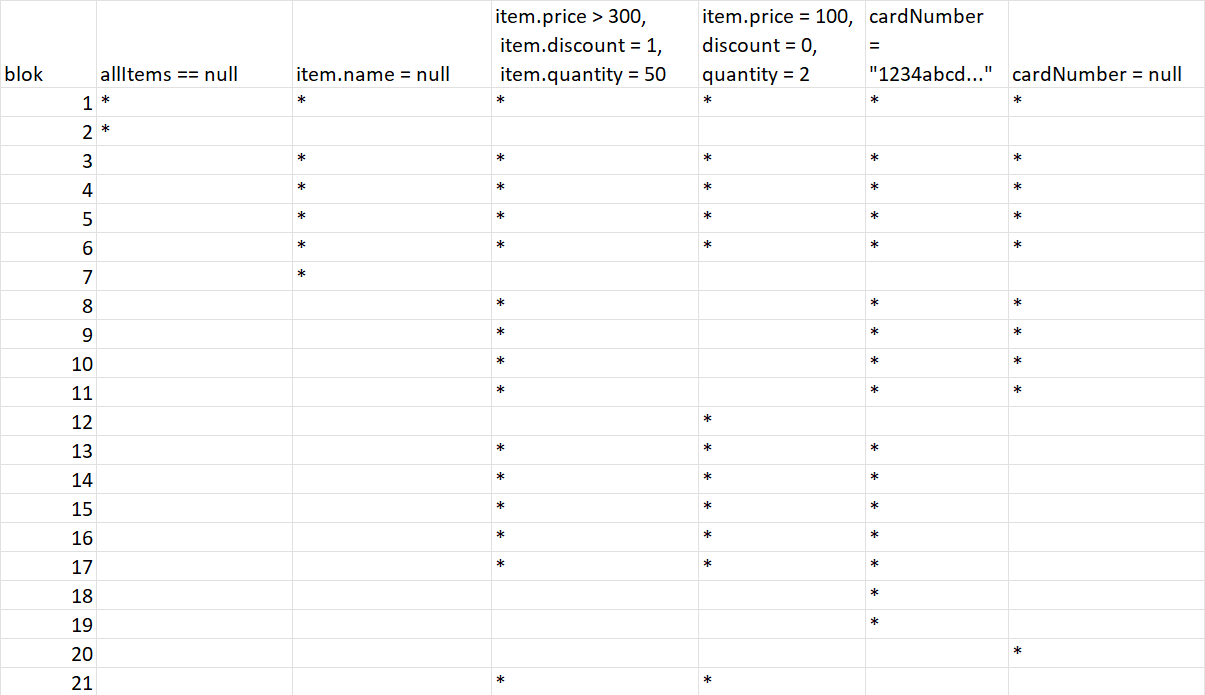 blok allItems == null item.name = null item.price > 300, item.discount = 1, item.quantity = 50 item.price = 100, discount = 0, quantity = 2 cardNumber = "1234abcd..." cardNumber = null
1 * * * * * *
2 *
3 * * * * *
4 * * * * *
5 * * * * *
6 * * * * *
7 *
8 * * *
9 * * *
10 * * *
11 * * *
12 *
13 * * *
14 * * *
15 * * *
16 * * *
17 * * *
18 *
19 *
20 *
21 * *